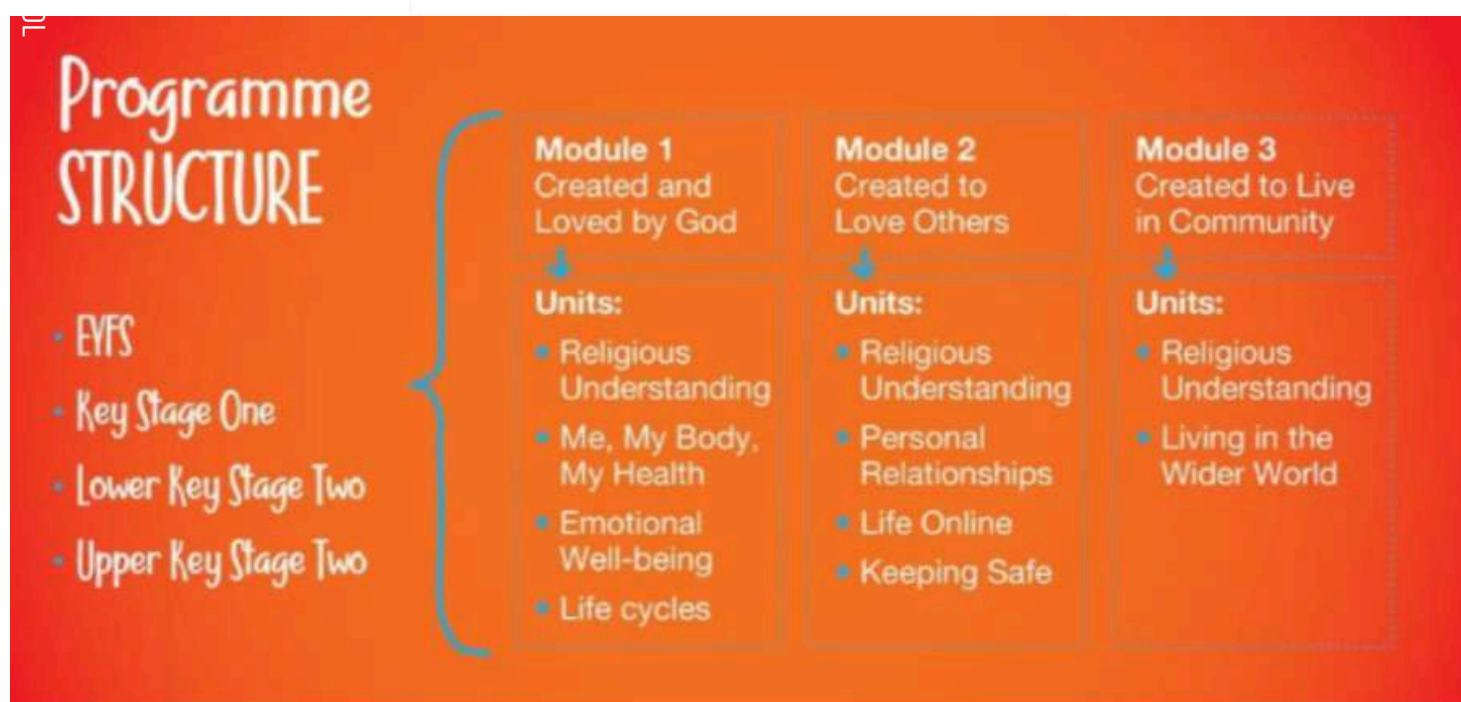 Programme
STRUCTURE
• EYFS
• Key Stage One
• Lower Key Stage Two
• Upper Key Stage Two
Module 1
Created and
Loved by God
Units:
• Religious
Understanding
• Me, My Body,
My Health
• Emotional
Well-being
• Life cycles
Module 2
Created to
Love Others
Units:
• Religious
Understanding
• Personal
Relationships
• Life Online
• Keeping Safe
Module 3
Created to Live
in Community
Units:
• Religious
Understanding
• Living in the
Wider World